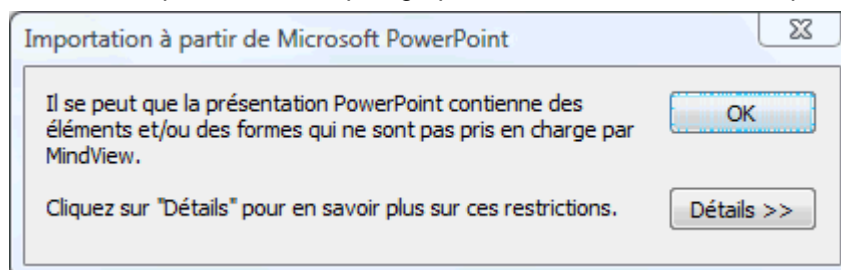 Importation à partir de Microsoft PowerPoint
Il se peut que la présentation PowerPoint contienne des
éléments et/ou des formes qui ne sont pas pris en charge par
MindView.
OK
Cliquez sur "Détails" pour en savoir plus sur ces restrictions.
Détails >>